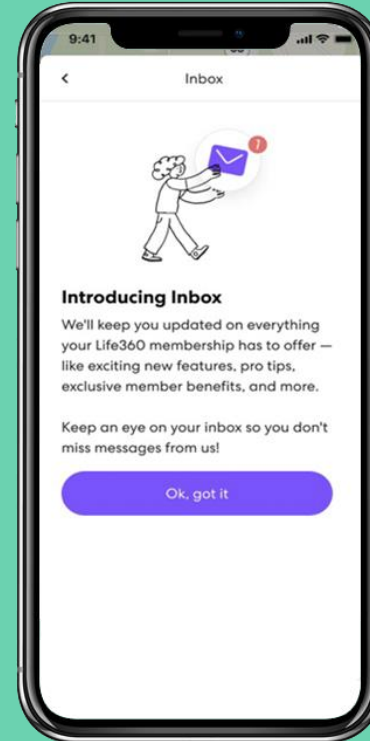 9:41
Inbox
1
Introducing Inbox
We'll keep you updated on everything
your Life360 membership has to offer —
like exciting new features, pro tips,
exclusive member benefits, and more.
Keep an eye on your inbox so you don't
miss messages from us!
Ok, got it